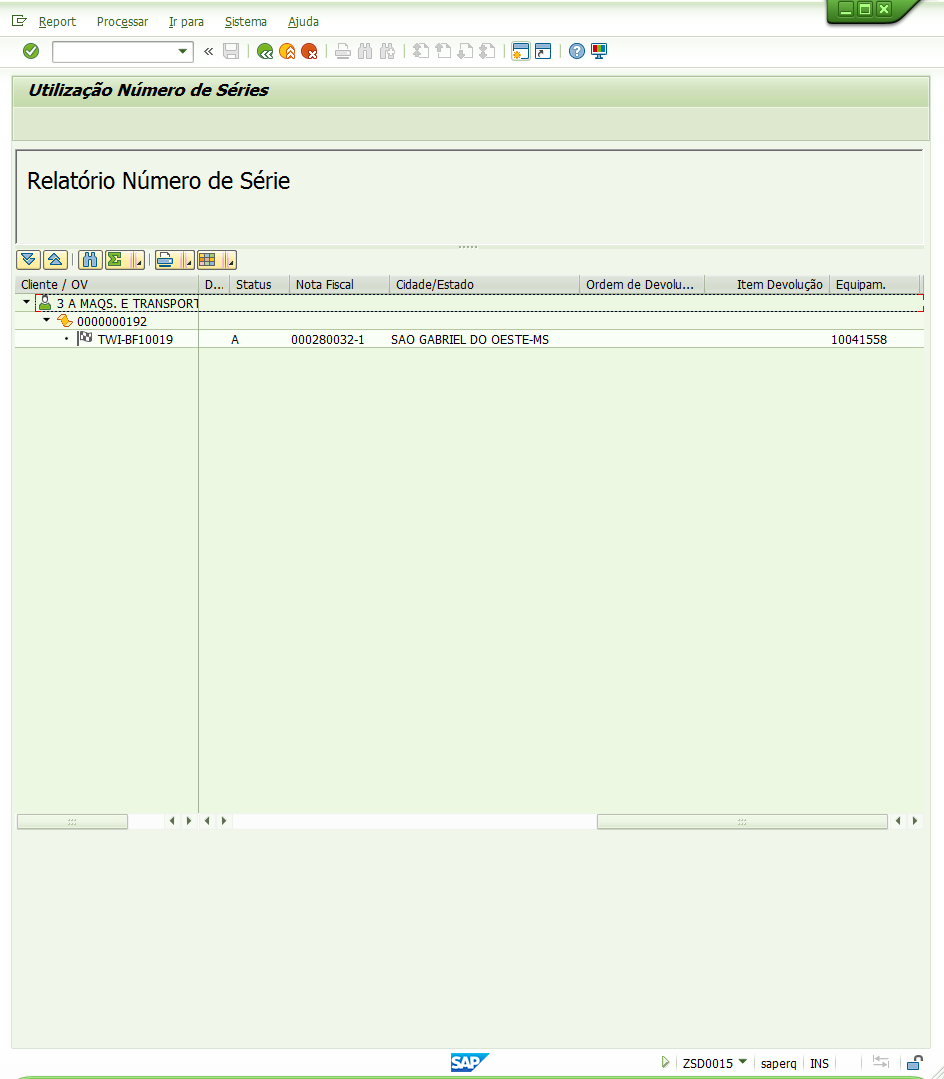 Report Processar Ir para Sistema Ajuda
«
Utilização Número de Séries
Relatório Número de Série
Cliente / OV D... Status Nota Fiscal Cidade/Estado Ordem de Devolu... Item Devolução Equipam.
3 A MAQS. E TRANSPORT
0000000192
TWI-BF10019 A 000280032-1 SAO GABRIEL DO OESTE-MS 10041558
SAP ZSD0015 saperq INS